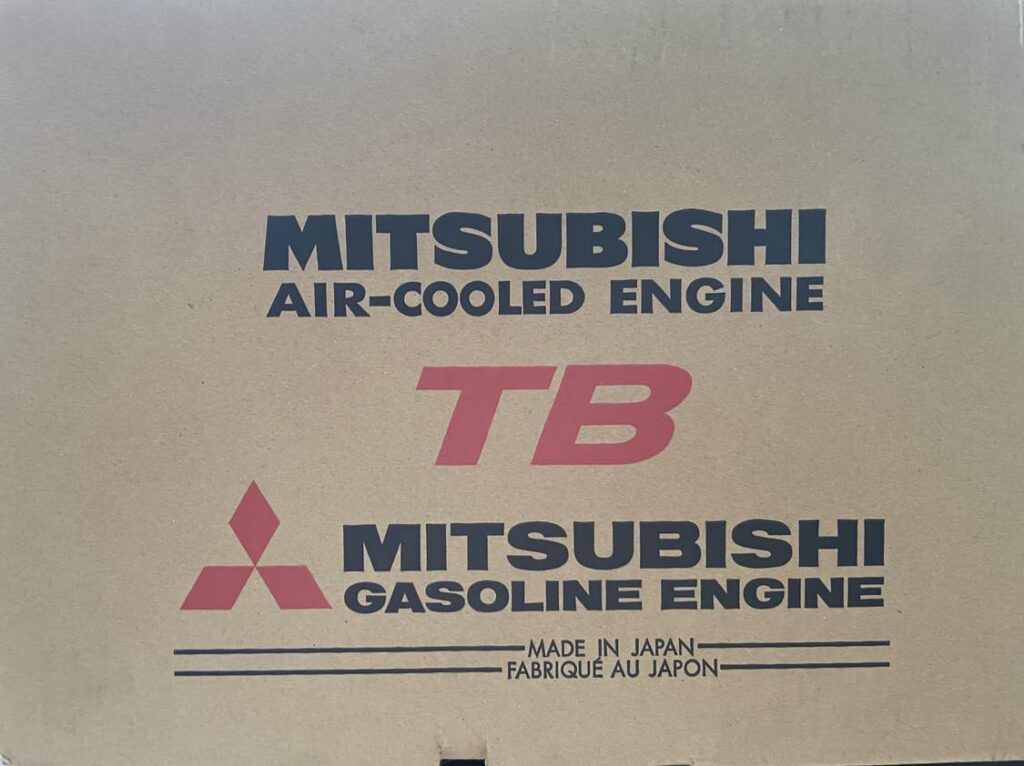 MITSUBISHI
AIR-COOLED ENGINE
TB
MITSUBISHI
GASOLINE ENGINE
MADE IN JAPAN
FABRIQUÉ AU JAPON